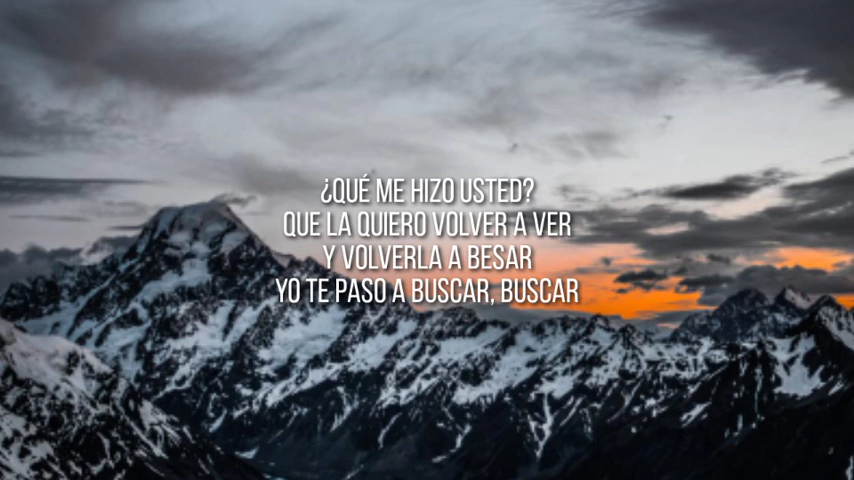 ¿QUÉ ME HIZO USTED?
QUE LA QUIERO VOLVER A VER
Y VOLVERLA A BESAR
YO TE PASO A BUSCAR, BUSCAR